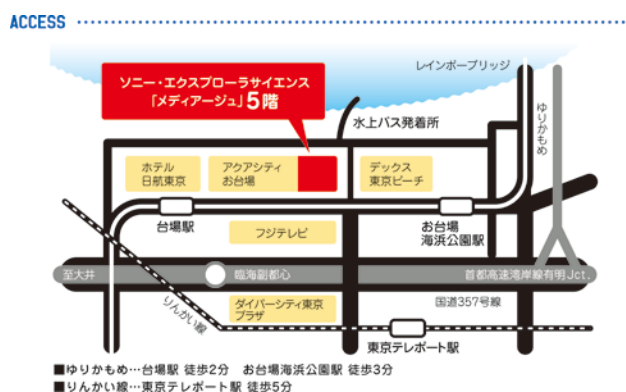 ACCESS
レインボーブリッジ
ソニー・エクスプローラサイエンス
「メディアージュ」5階
ゆりかもめ
水上バス発着所
ホテル
日航東京
アクアシティ
お台場
デックス
東京ビーチ
台場駅
フジテレビ
お台場
海浜公園駅
至大井
臨海副都心
首都高速湾岸線有明Jct.
りんかい線
ダイバーシティ東京
プラザ
国道357号線
東京テレポート駅
■ゆりかもめ…台場駅 徒歩2分 お台場海浜公園駅 徒歩3分
■りんかい線…東京テレポート駅 徒歩5分